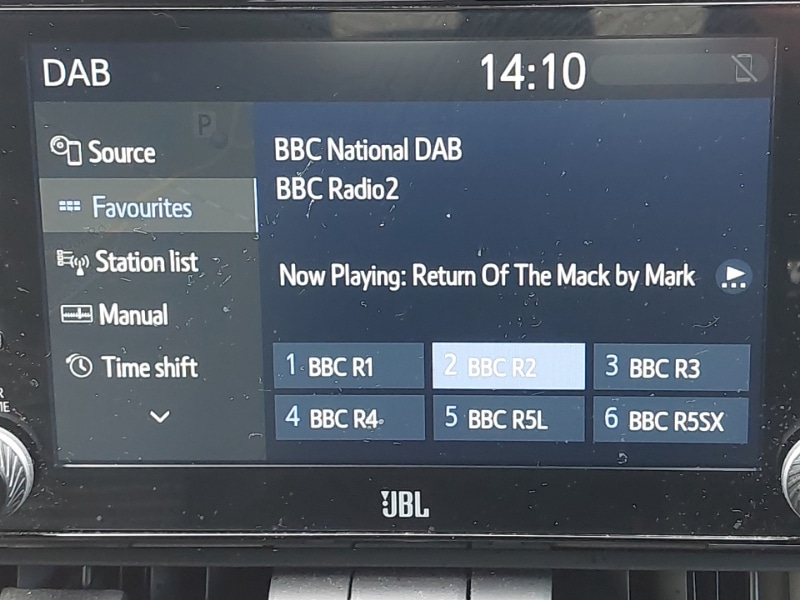 DAB 14:10
P
Source
Favourites
Station list
Manual
Time shift
BBC National DAB
BBC Radio2
Now Playing: Return Of The Mack by Mark
1 BBC R1 2 BBC R2 3 BBC R3
4 BBC R4 5 BBC R5L 6 BBC R5SX
JBL